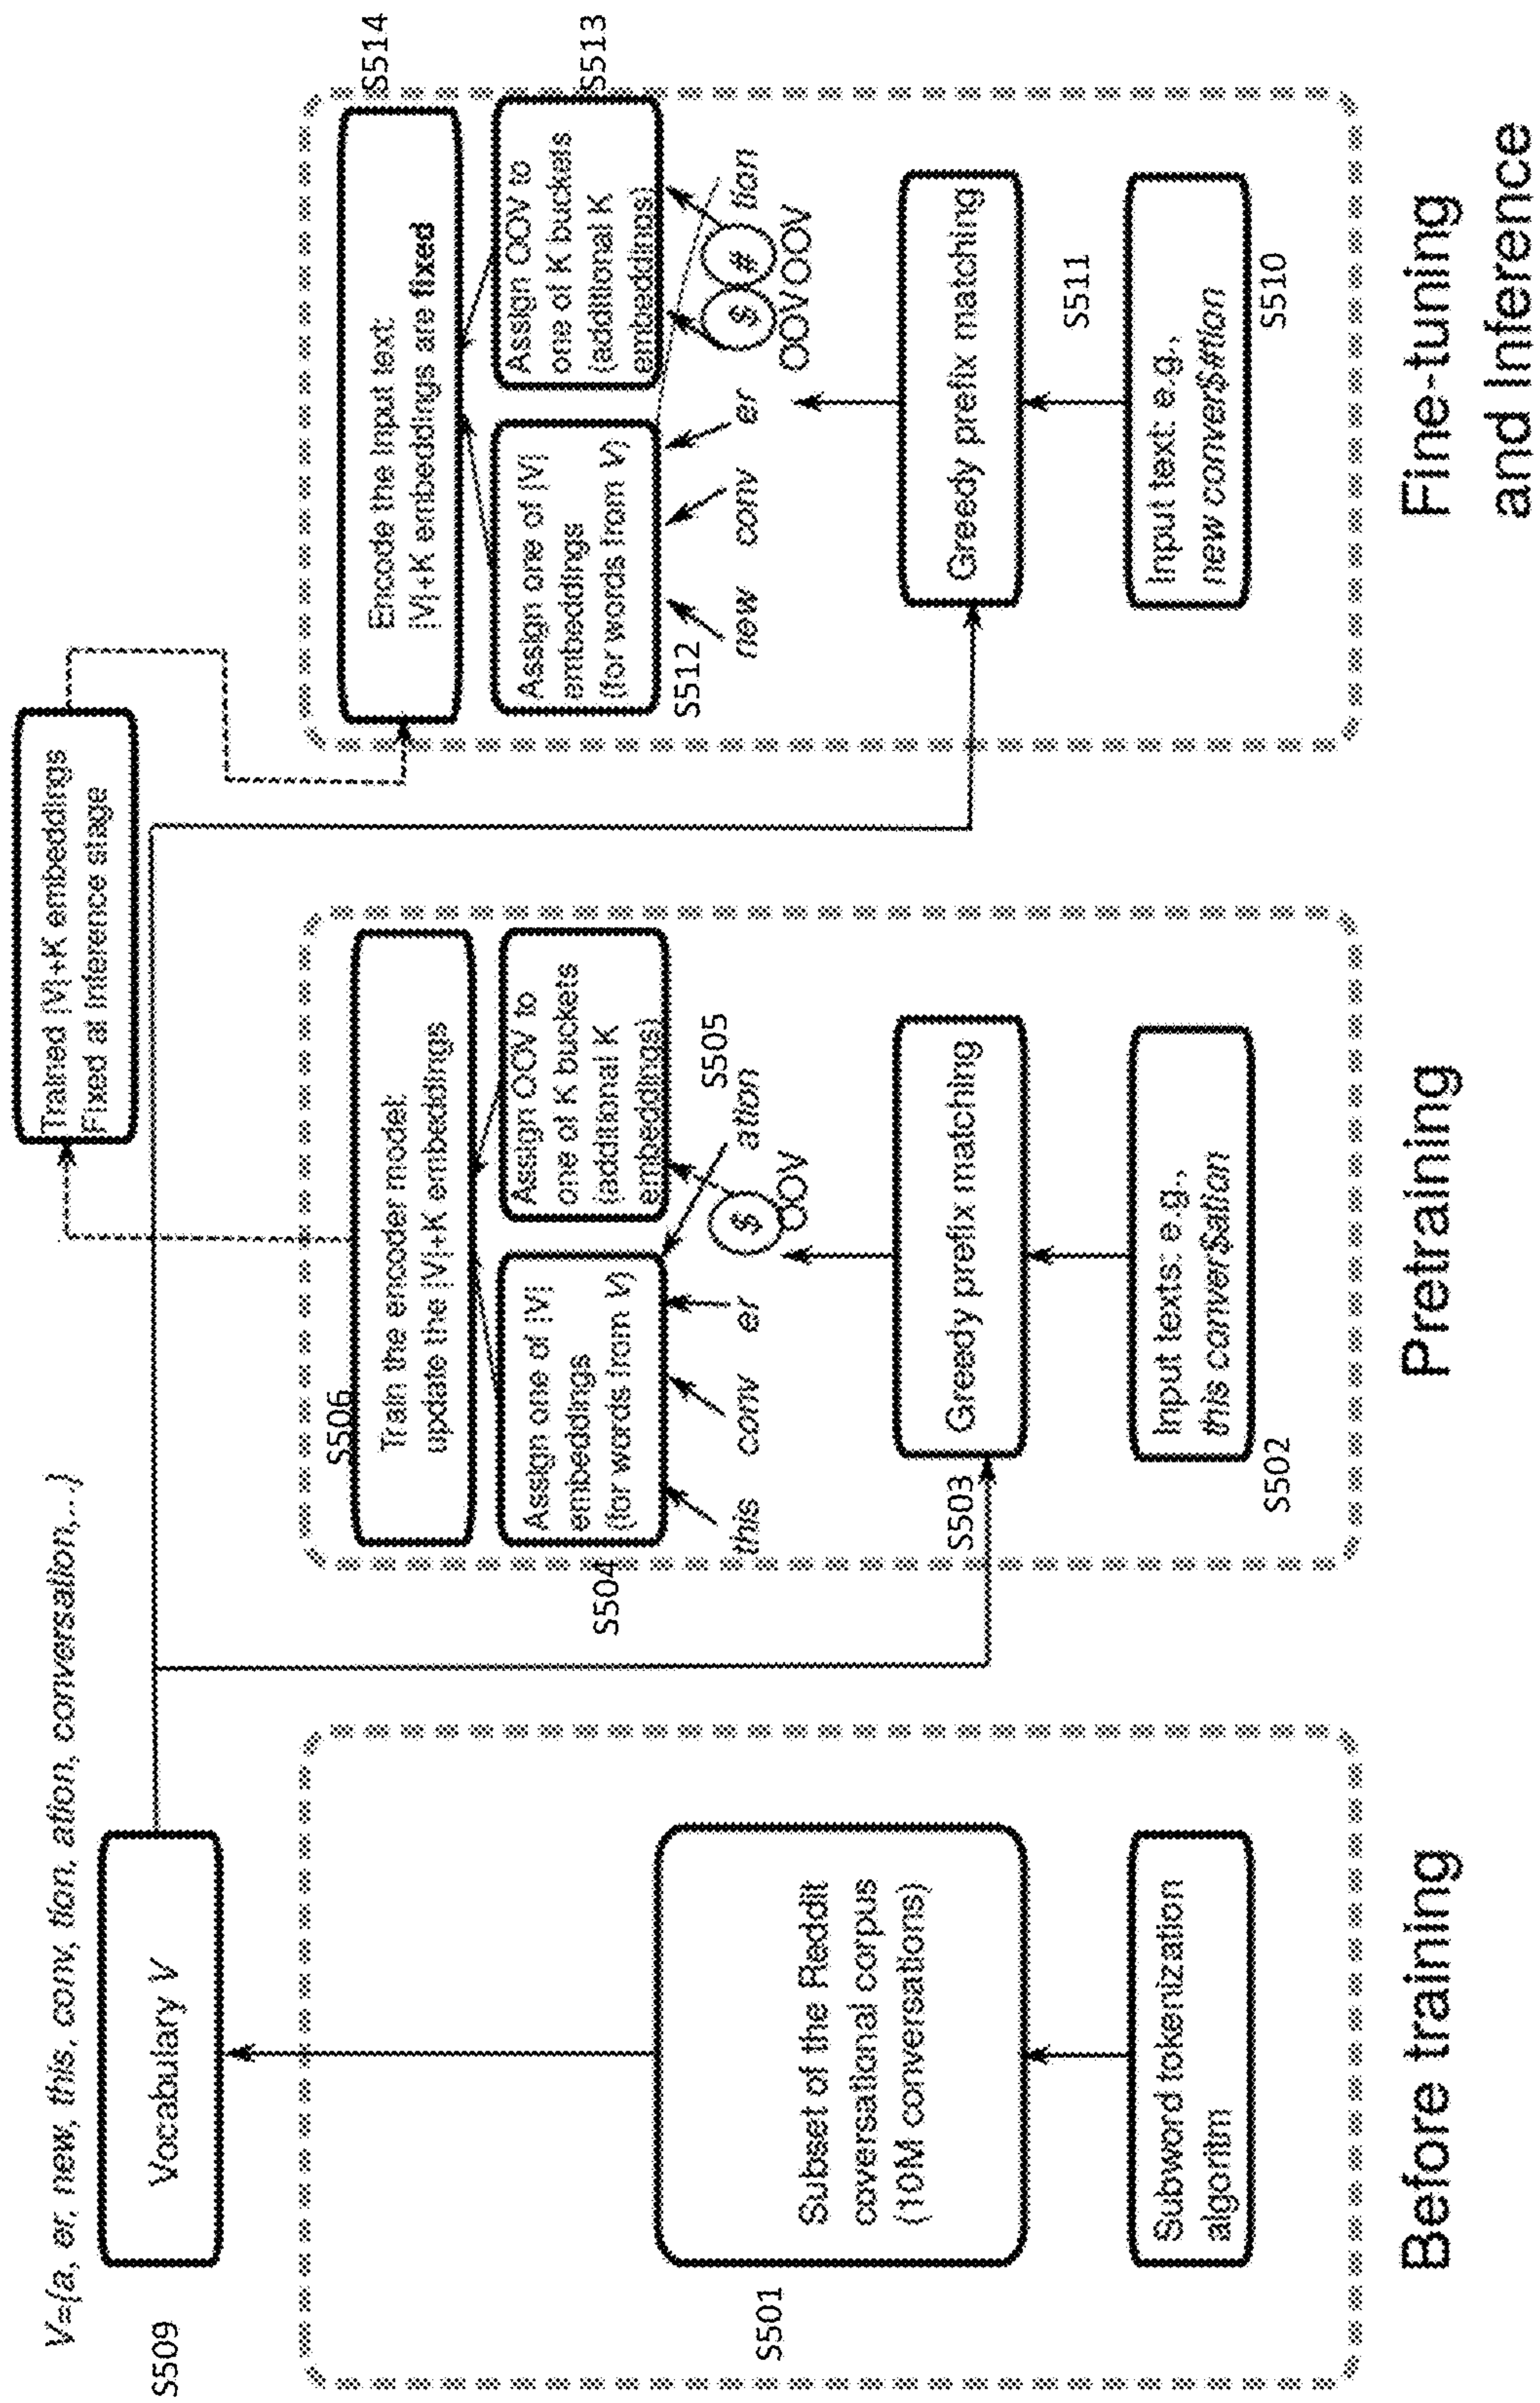 V={a, er, new, this, conv, tion, ation, conversation,...}
S509
Vocabulary V
S501
Subset of the Reddit
coversational corpus
(10M conversations)
Subword tokenization
algoritm
Before training
Trained |V|+K embeddings
Fixed at inference stage
S506
Train the encoder model:
update the |V|+K embeddings
S504
Assign one of |V|
embeddings
(for words from V)
Assign OOV to
one of K buckets
(additional K
embeddings)
S505
this conv er $ ation
OOV
S503
Greedy prefix matching
Input texts: e.g.,
this conver$ation
S502
Pretraining
S514
Encode the input text:
|V|+K embeddings are fixed
S513
Assign one of |V|
embeddings
(for words from V)
Assign OOV to
one of K buckets
(additional K
embeddings)
S512
new conv er $ # tion
OOV OOV
Greedy prefix matching
S511
Input text: e.g.,
new conver$#tion
S510
Fine-tuning
and Inference